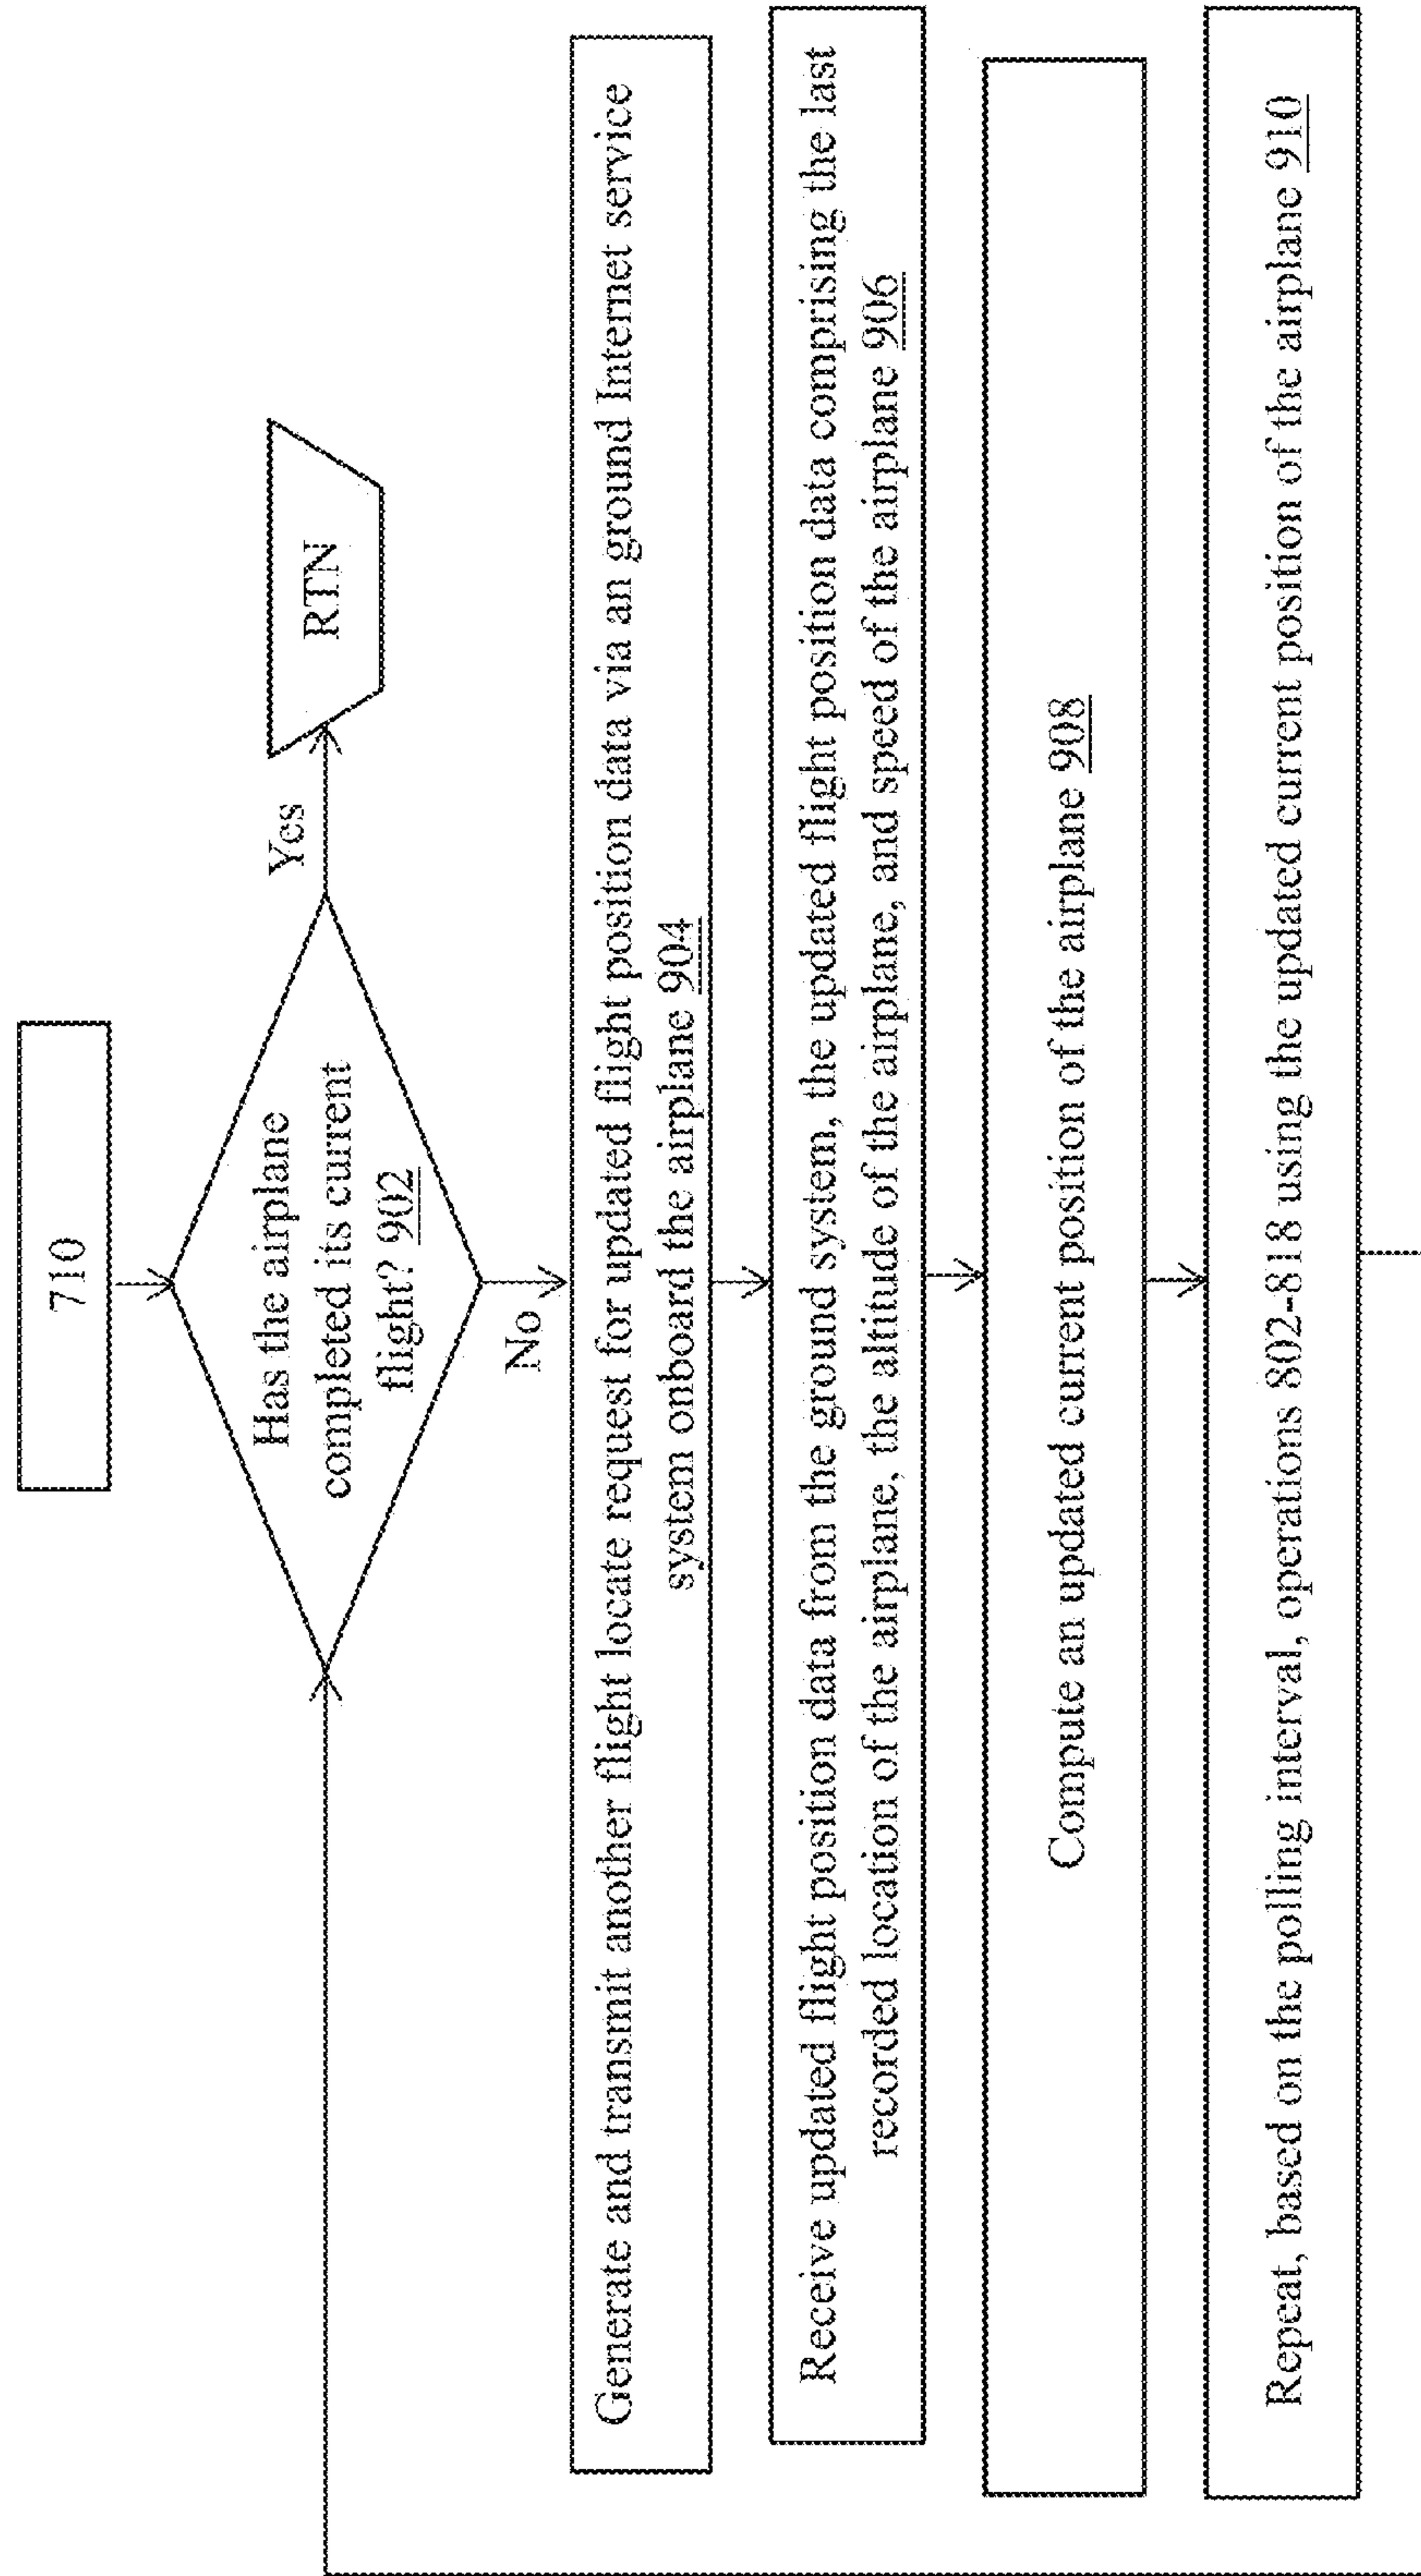 710
Has the airplane
completed its current
flight? 902
Yes
RTN
No
Generate and transmit another flight locate request for updated flight position data via an ground Internet service
system onboard the airplane 904
Receive updated flight position data from the ground system, the updated flight position data comprising the last
recorded location of the airplane, the altitude of the airplane, and speed of the airplane 906
Compute an updated current position of the airplane 908
Repeat, based on the polling interval, operations 802-818 using the updated current position of the airplane 910